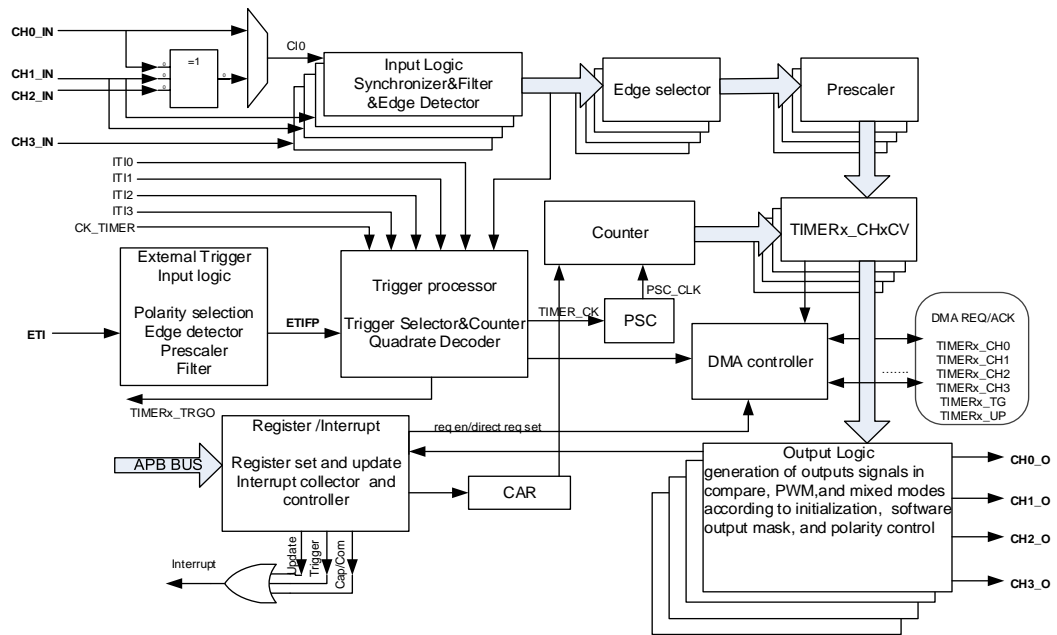 CH0_IN
CH1_IN
CH2_IN
CH3_IN
=1
CI0
Input Logic
Synchronizer&Filter
&Edge Detector
Edge selector
Prescaler
ITI0
ITI1
ITI2
ITI3
CK_TIMER
External Trigger
Input logic
Polarity selection
Edge detector
Prescaler
Filter
ETI
ETIFP
Trigger processor
Trigger Selector&Counter
Quadrate Decoder
TIMERx_TRGO
Counter
TIMERx_CHxCV
TIMER_CK
PSC_CLK
PSC
DMA controller
DMA REQ/ACK
TIMERx_CH0
TIMERx_CH1
TIMERx_CH2
TIMERx_CH3
TIMERx_TG
TIMERx_UP
.......
Register /Interrupt
Register set and update
Interrupt collector and
controller
req en/direct req set
APB BUS
CAR
Output Logic
generation of outputs signals in
compare, PWM,and mixed modes
according to initialization, software
output mask, and polarity control
CH0_O
CH1_O
CH2_O
CH3_O
Update
Trigger
Cap/Com
Interrupt